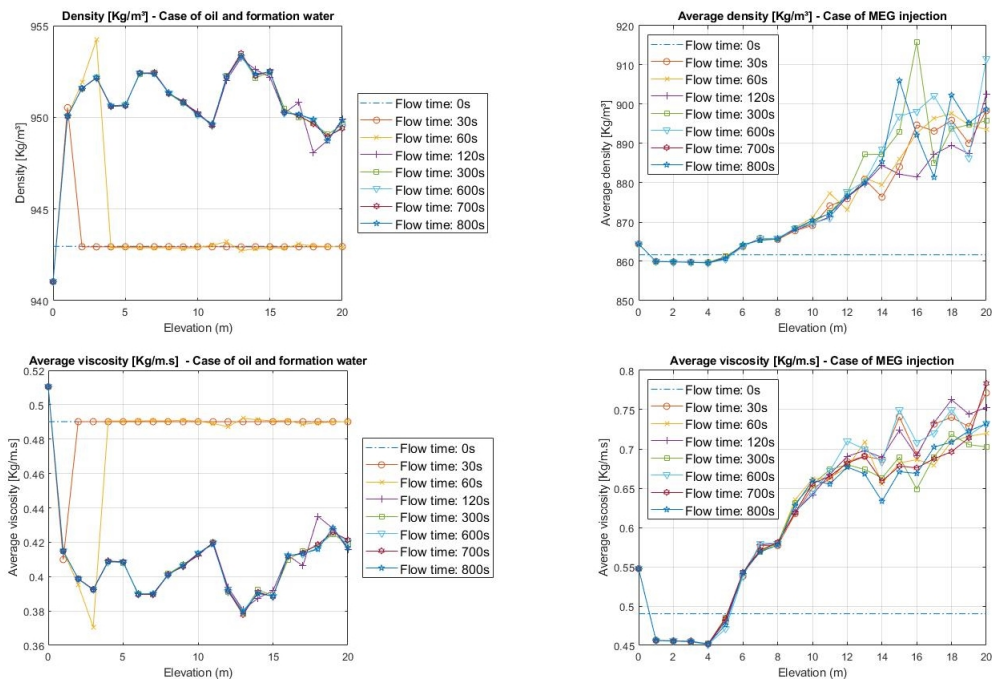 Density [Kg/m³] - Case of oil and formation water
955
950
945
940
Density [Kg/m³]
0 5 10 15 20
Elevation (m)
Flow time: 0s
Flow time: 30s
Flow time: 60s
Flow time: 120s
Flow time: 300s
Flow time: 600s
Flow time: 700s
Flow time: 800s
Average density [Kg/m³] - Case of MEG injection
920
910
900
890
880
870
860
850
Average density [Kg/m³]
0 2 4 6 8 10 12 14 16 18 20
Elevation (m)
Flow time: 0s
Flow time: 30s
Flow time: 60s
Flow time: 120s
Flow time: 300s
Flow time: 600s
Flow time: 700s
Flow time: 800s
Average viscosity [Kg/m.s] - Case of oil and formation water
0.52
0.5
0.48
0.46
0.44
0.42
0.4
0.38
0.36
Average viscosity [Kg/m.s]
0 5 10 15 20
Elevation (m)
Flow time: 0s
Flow time: 30s
Flow time: 60s
Flow time: 120s
Flow time: 300s
Flow time: 600s
Flow time: 700s
Flow time: 800s
Average viscosity [Kg/m.s] - Case of MEG injection
0.8
0.75
0.7
0.65
0.6
0.55
0.5
0.45
Average viscosity [Kg/m.s]
0 2 4 6 8 10 12 14 16 18 20
Elevation (m)
Flow time: 0s
Flow time: 30s
Flow time: 60s
Flow time: 120s
Flow time: 300s
Flow time: 600s
Flow time: 700s
Flow time: 800s